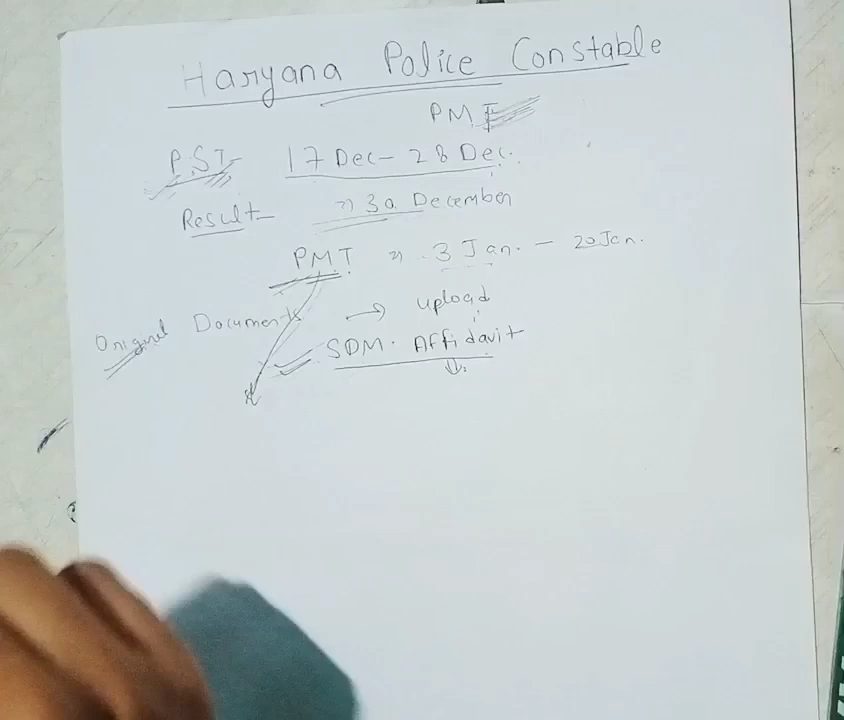 Haryana Police Constable
PMT
P.S.T 17 Dec - 28 Dec.
Result 30 December
PMT 3 Jan. - 20 Jan.
Original Documents → upload
SDM. Affidavit